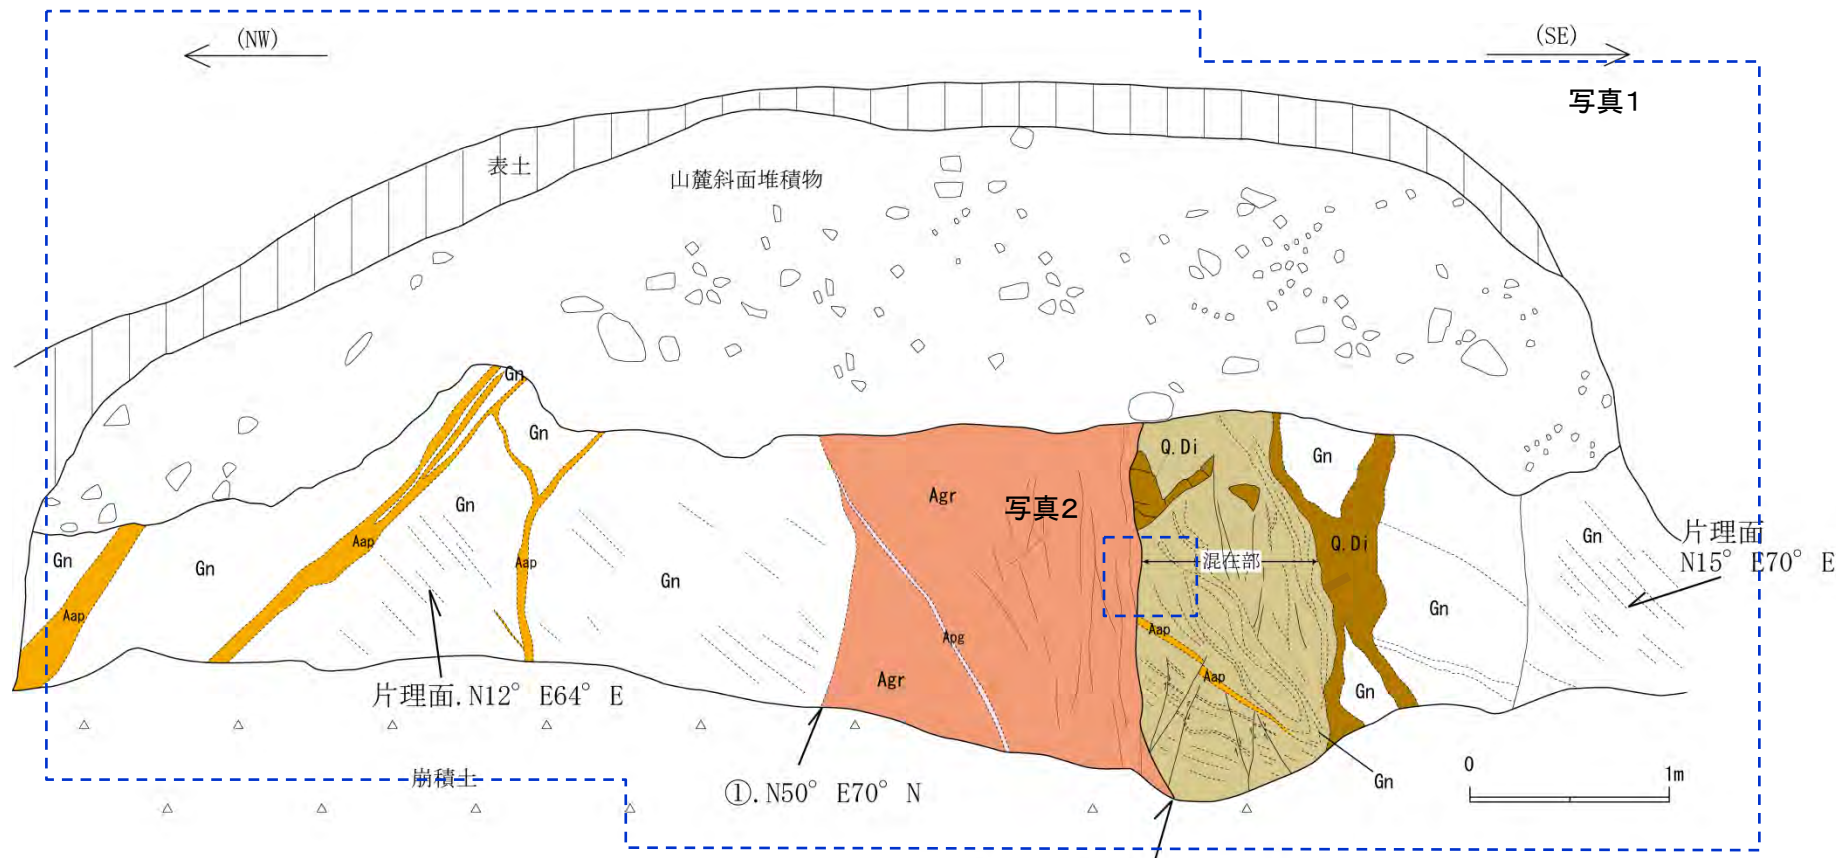 (NW)
(SE)
写真1
表土
山麓斜面堆積物
Gn
Gn
Q.Di
Gn
Agr
写真2
Gn
Aap
Gn
片理面
N15° E70° E
Gn
Gn
Aap
Gn
混在部
Q.Di
Aap
Gn
Aap
Apg
Aap
Aap
Agr
Gn
片理面.N12° E64° E
Gn
崩積土
①.N50° E70° N
0
1m